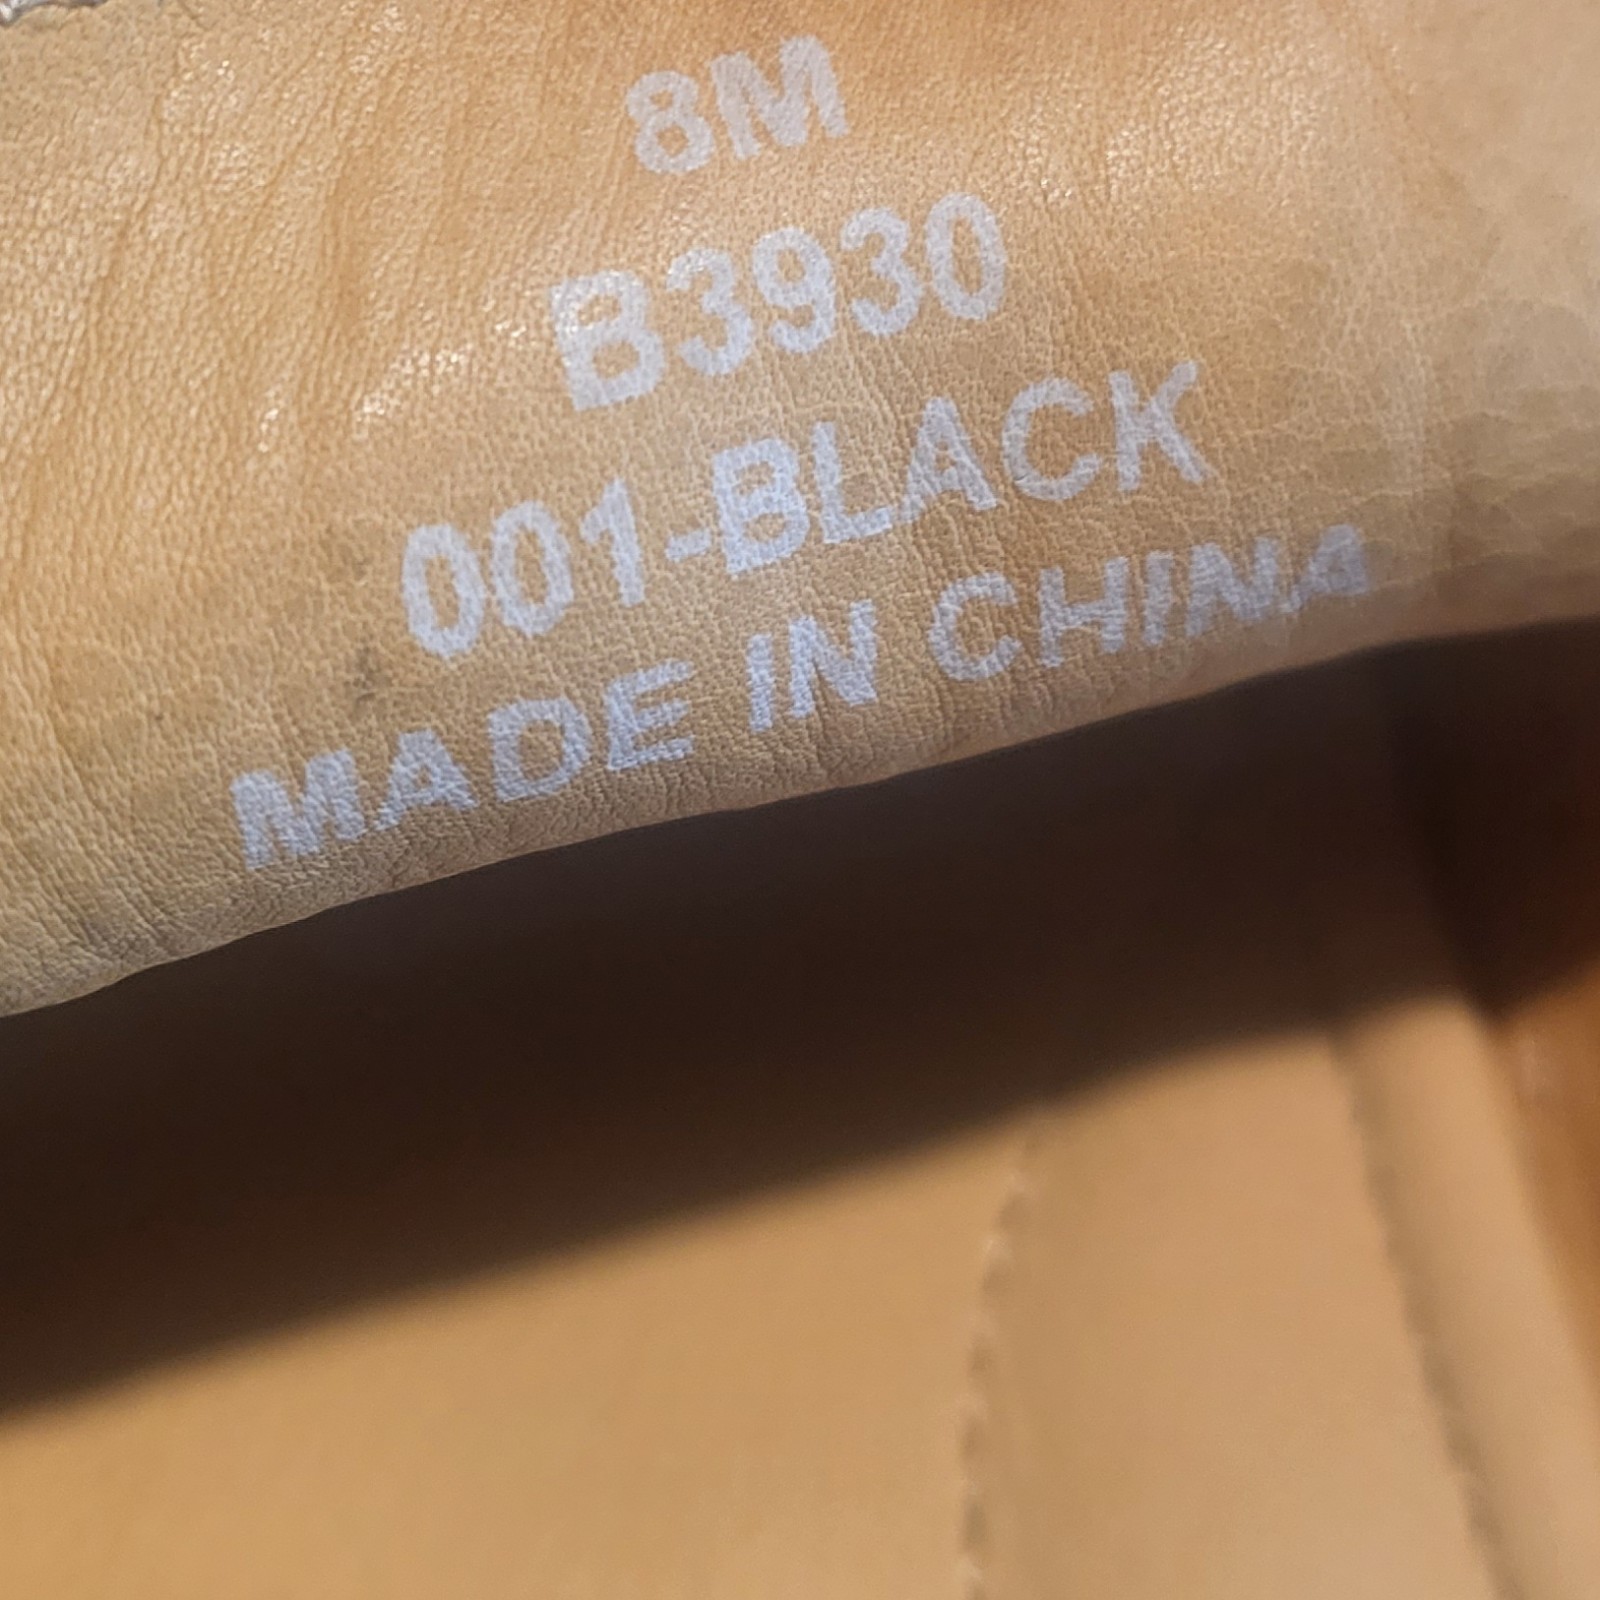 8M
B3930
001-BLACK
MADE IN CHINA